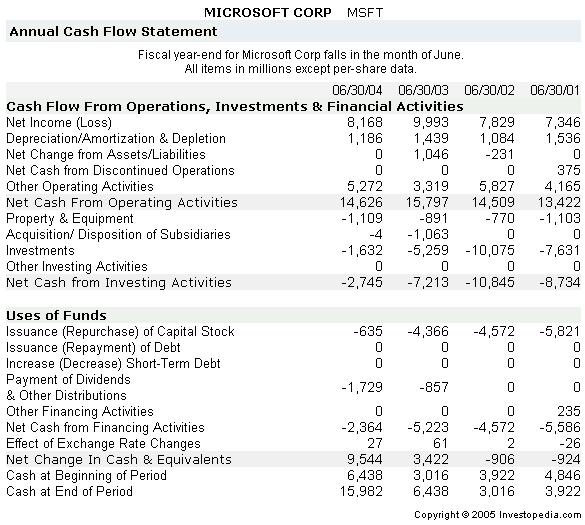 MICROSOFT CORP MSFT
Annual Cash Flow Statement
Fiscal year-end for Microsoft Corp falls in the month of June.
All items in millions except per-share data.
06/30/04 06/30/03 06/30/02 06/30/01
Cash Flow From Operations, Investments & Financial Activities
Net Income (Loss) 8,168 9,993 7,829 7,346
Depreciation/Amortization & Depletion 1,186 1,439 1,084 1,536
Net Change from Assets/Liabilities 0 1,046 -231 0
Net Cash from Discontinued Operations 0 0 0 375
Other Operating Activities 5,272 3,319 5,827 4,165
Net Cash From Operating Activities 14,626 15,797 14,509 13,422
Property & Equipment -1,109 -891 -770 -1,103
Acquisition/ Disposition of Subsidiaries -4 -1,063 0 0
Investments -1,632 -5,259 -10,075 -7,631
Other Investing Activities 0 0 0 0
Net Cash from Investing Activities -2,745 -7,213 -10,845 -8,734
Uses of Funds
Issuance (Repurchase) of Capital Stock -635 -4,366 -4,572 -5,821
Issuance (Repayment) of Debt 0 0 0 0
Increase (Decrease) Short-Term Debt 0 0 0 0
Payment of Dividends
& Other Distributions -1,729 -857 0 0
Other Financing Activities 0 0 0 235
Net Cash from Financing Activities -2,364 -5,223 -4,572 -5,586
Effect of Exchange Rate Changes 27 61 2 -26
Net Change In Cash & Equivalents 9,544 3,422 -906 -924
Cash at Beginning of Period 6,438 3,016 3,922 4,846
Cash at End of Period 15,982 6,438 3,016 3,922
Copyright © 2005 Investopedia.com